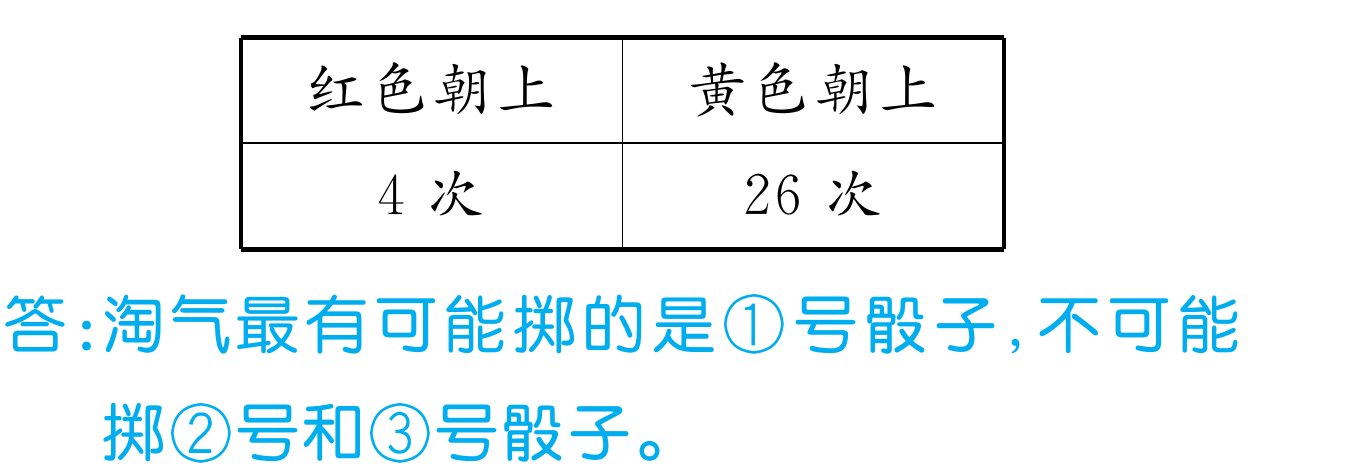 红色朝上 黄色朝上
4 次 26 次
答:淘气最有可能掷的是①号骰子,不可能
掷②号和③号骰子。